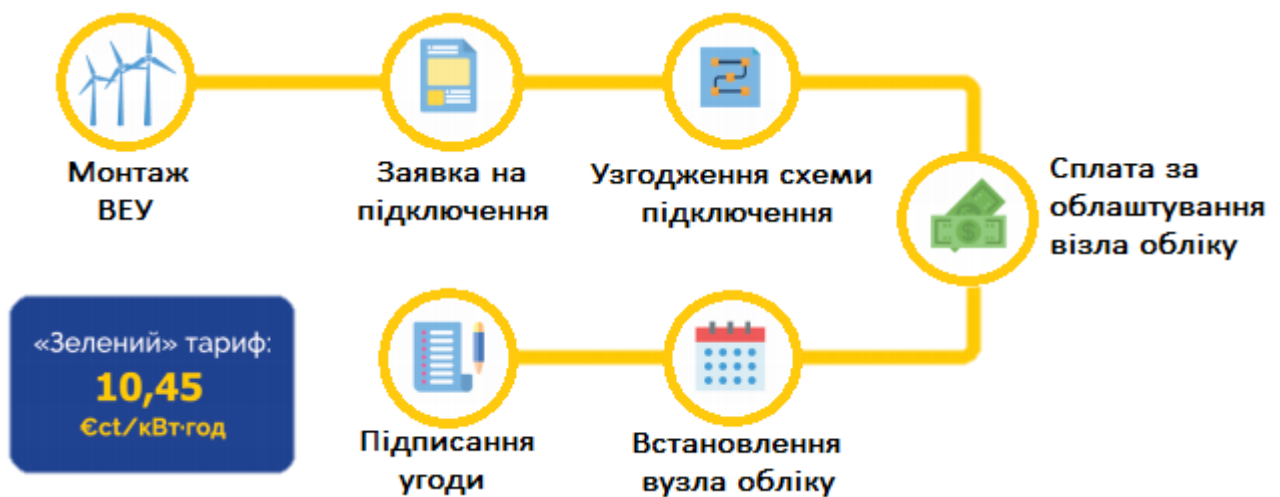 Монтаж
ВЕУ
Заявка на
підключення
Узгодження схеми
підключення
Сплата за
облаштування
візла обліку
Встановлення
вузла обліку
Підписання
угоди
«Зелений» тариф:
10,45
€ct/кВт·год